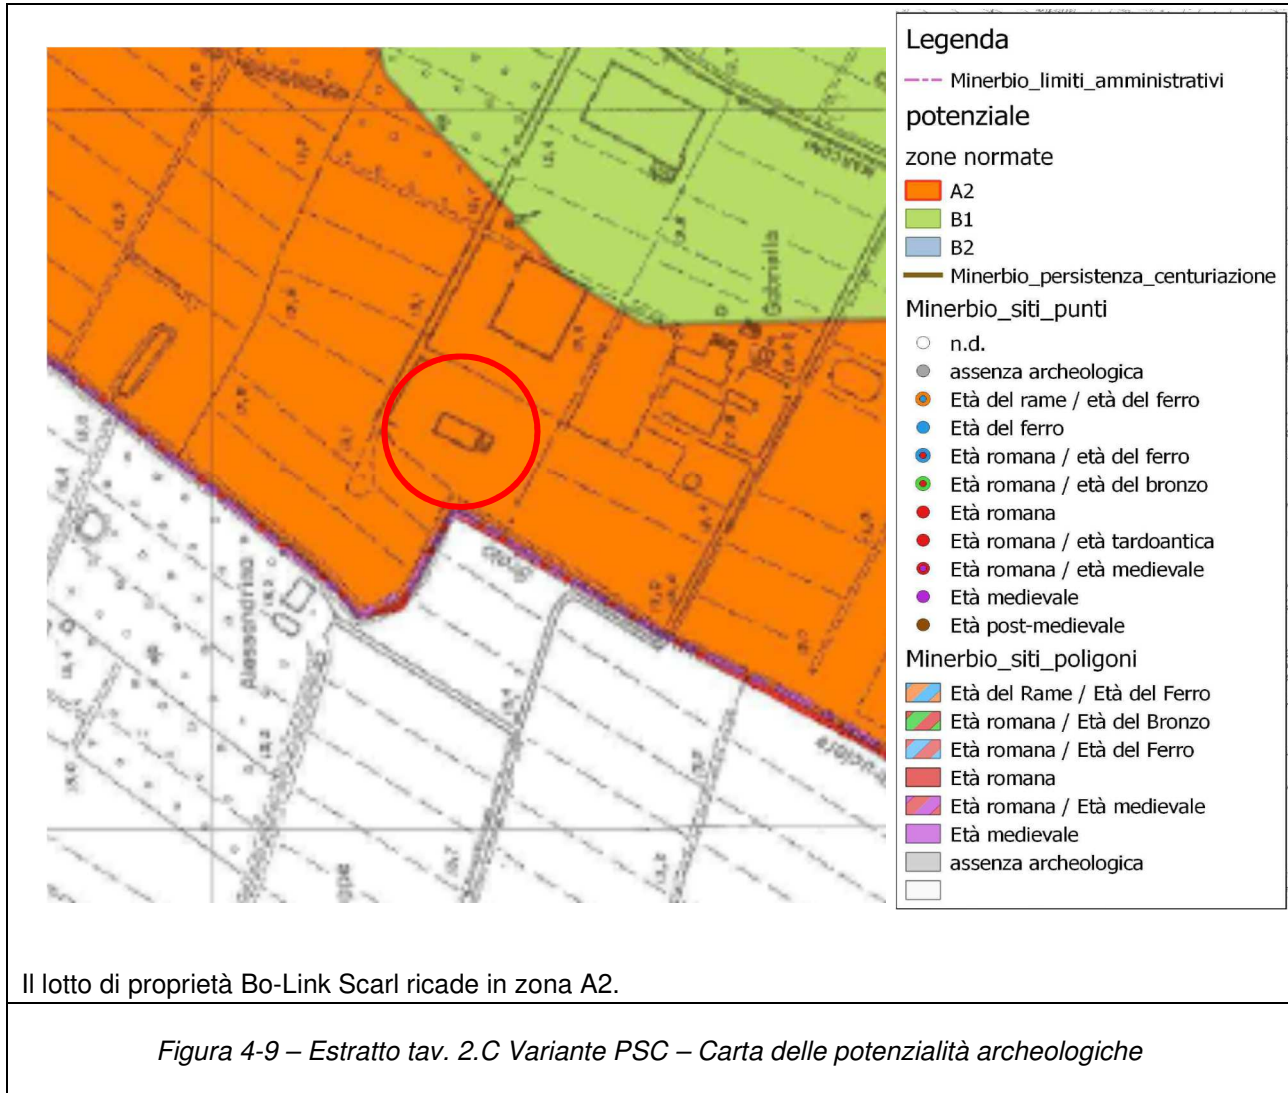 Legenda
Minerbio_limiti_amministrativi
potenziale
zone normate
A2
B1
B2
Minerbio_persistenza_centuriazione
Minerbio_siti_punti
n.d.
assenza archeologica
Età del rame / età del ferro
Età del ferro
Età romana / età del ferro
Età romana / età del bronzo
Età romana
Età romana / età tardoantica
Età romana / età medievale
Età medievale
Età post-medievale
Minerbio_siti_poligoni
Età del Rame / Età del Ferro
Età romana / Età del Bronzo
Età romana / Età del Ferro
Età romana
Età romana / Età medievale
Età medievale
assenza archeologica
Gabriella
Alessandrina
Scolo
Il lotto di proprietà Bo-Link Scarl ricade in zona A2.
Figura 4-9 – Estratto tav. 2.C Variante PSC – Carta delle potenzialità archeologiche